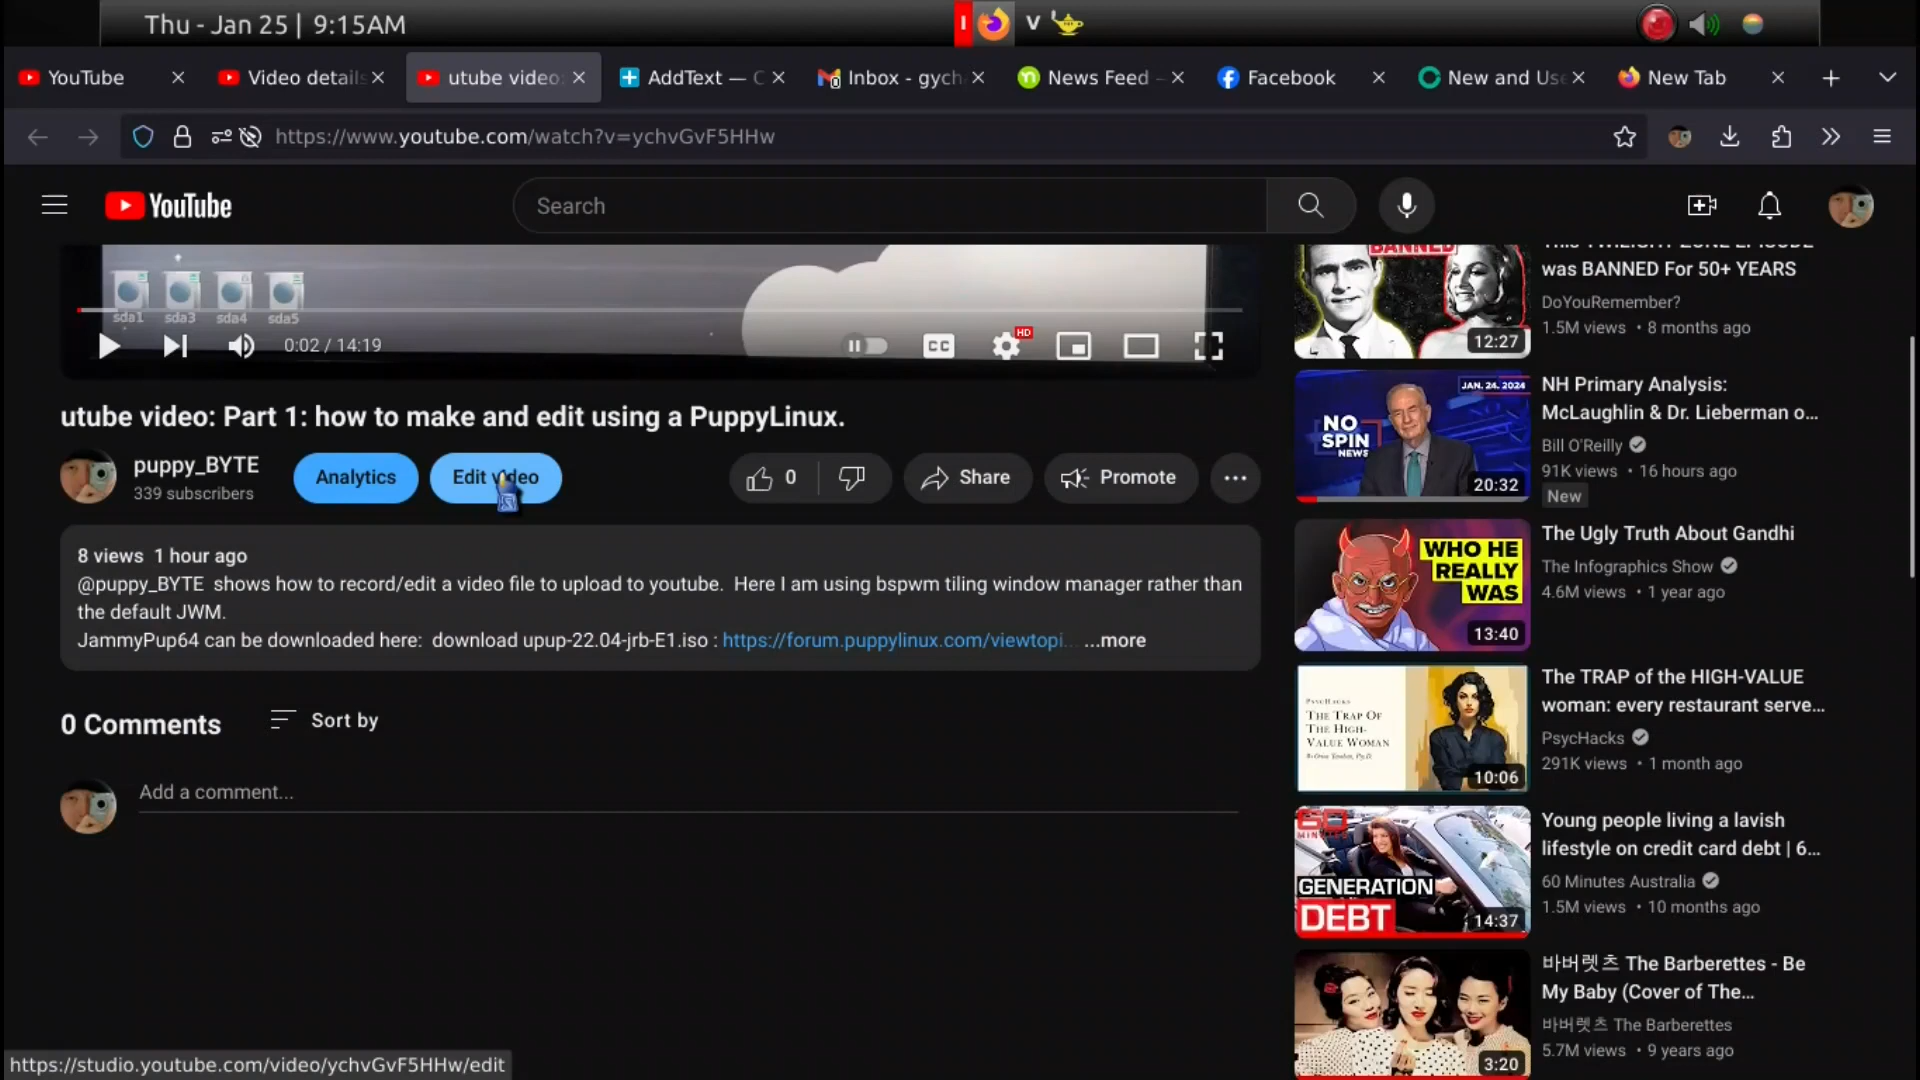 Thu - Jan 25 | 9:15AM
I
V
YouTube
Video details
utube video:
AddText — C
Inbox - gych
News Feed -
Facebook
New and Use
New Tab
https://www.youtube.com/watch?v=ychvGvF5HHw
YouTube
Search
sda1 sda3 sda4 sda5
0:02 / 14:19
CC
HD
utube video: Part 1: how to make and edit using a PuppyLinux.
puppy_BYTE
339 subscribers
Analytics
Edit video
0
Share
Promote
8 views 1 hour ago
@puppy_BYTE shows how to record/edit a video file to upload to youtube. Here I am using bspwm tiling window manager rather than
the default JWM.
JammyPup64 can be downloaded here: download upup-22.04-jrb-E1.iso : https://forum.puppylinux.com/viewtopi... ...more
0 Comments
Sort by
Add a comment...
BANNED
12:27
This TWILIGHT ZONE EPISODE
was BANNED For 50+ YEARS
DoYouRemember?
1.5M views • 8 months ago
JAN. 24. 2024
NO
SPIN
NEWS
20:32
NH Primary Analysis:
McLaughlin & Dr. Lieberman o...
Bill O'Reilly
91K views • 16 hours ago
New
WHO HE
REALLY
WAS
13:40
The Ugly Truth About Gandhi
The Infographics Show
4.6M views • 1 year ago
PSYCHACKS
THE TRAP OF
THE HIGH-
VALUE WOMAN
10:06
The TRAP of the HIGH-VALUE
woman: every restaurant serve...
PsycHacks
291K views • 1 month ago
60
MINUTES
GENERATION
DEBT
14:37
Young people living a lavish
lifestyle on credit card debt | 6...
60 Minutes Australia
1.5M views • 10 months ago
3:20
바버렛츠 The Barberettes - Be
My Baby (Cover of The...
바버렛츠 The Barberettes
5.7M views • 9 years ago
https://studio.youtube.com/video/ychvGvF5HHw/edit